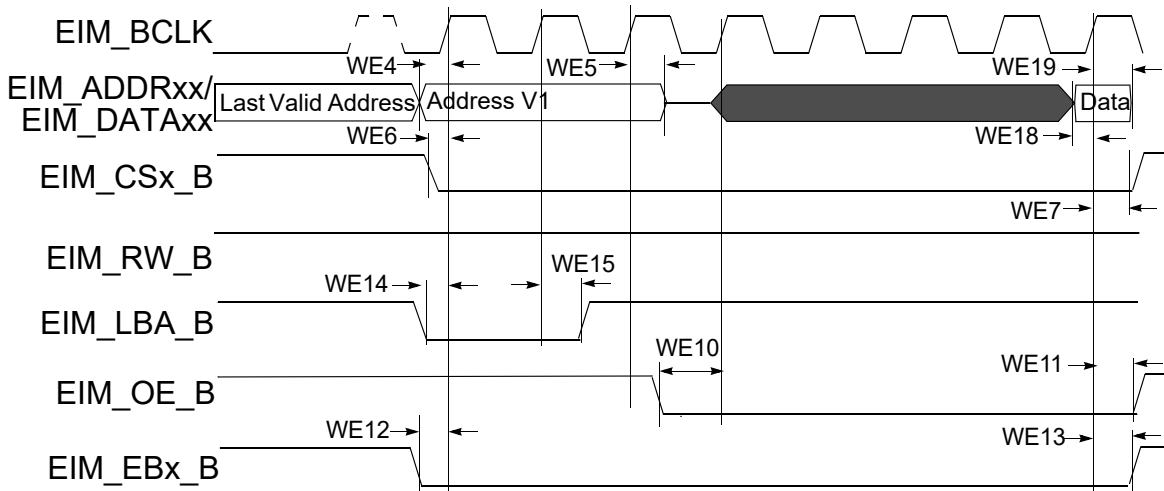 EIM_BCLK
WE4
WE5
WE19
EIM_ADDRxx/
EIM_DATAxx
Last Valid Address
Address V1
Data
WE6
WE18
EIM_CSx_B
WE7
EIM_RW_B
WE14
WE15
EIM_LBA_B
WE10
WE11
EIM_OE_B
WE12
WE13
EIM_EBx_B